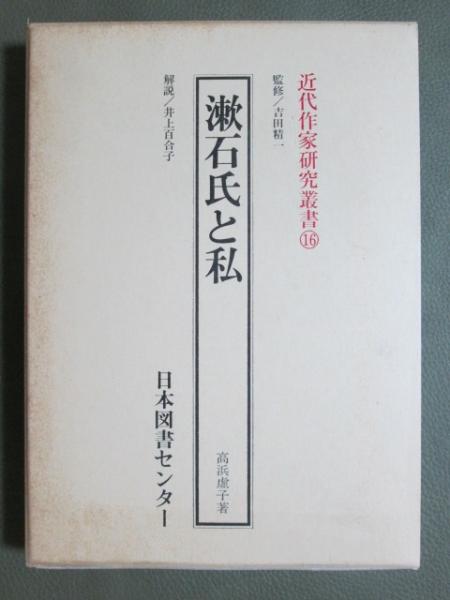 近代作家研究叢書⑯
監修/吉田精一
漱石氏と私
高浜虚子著
解説/井上百合子
日本図書センター